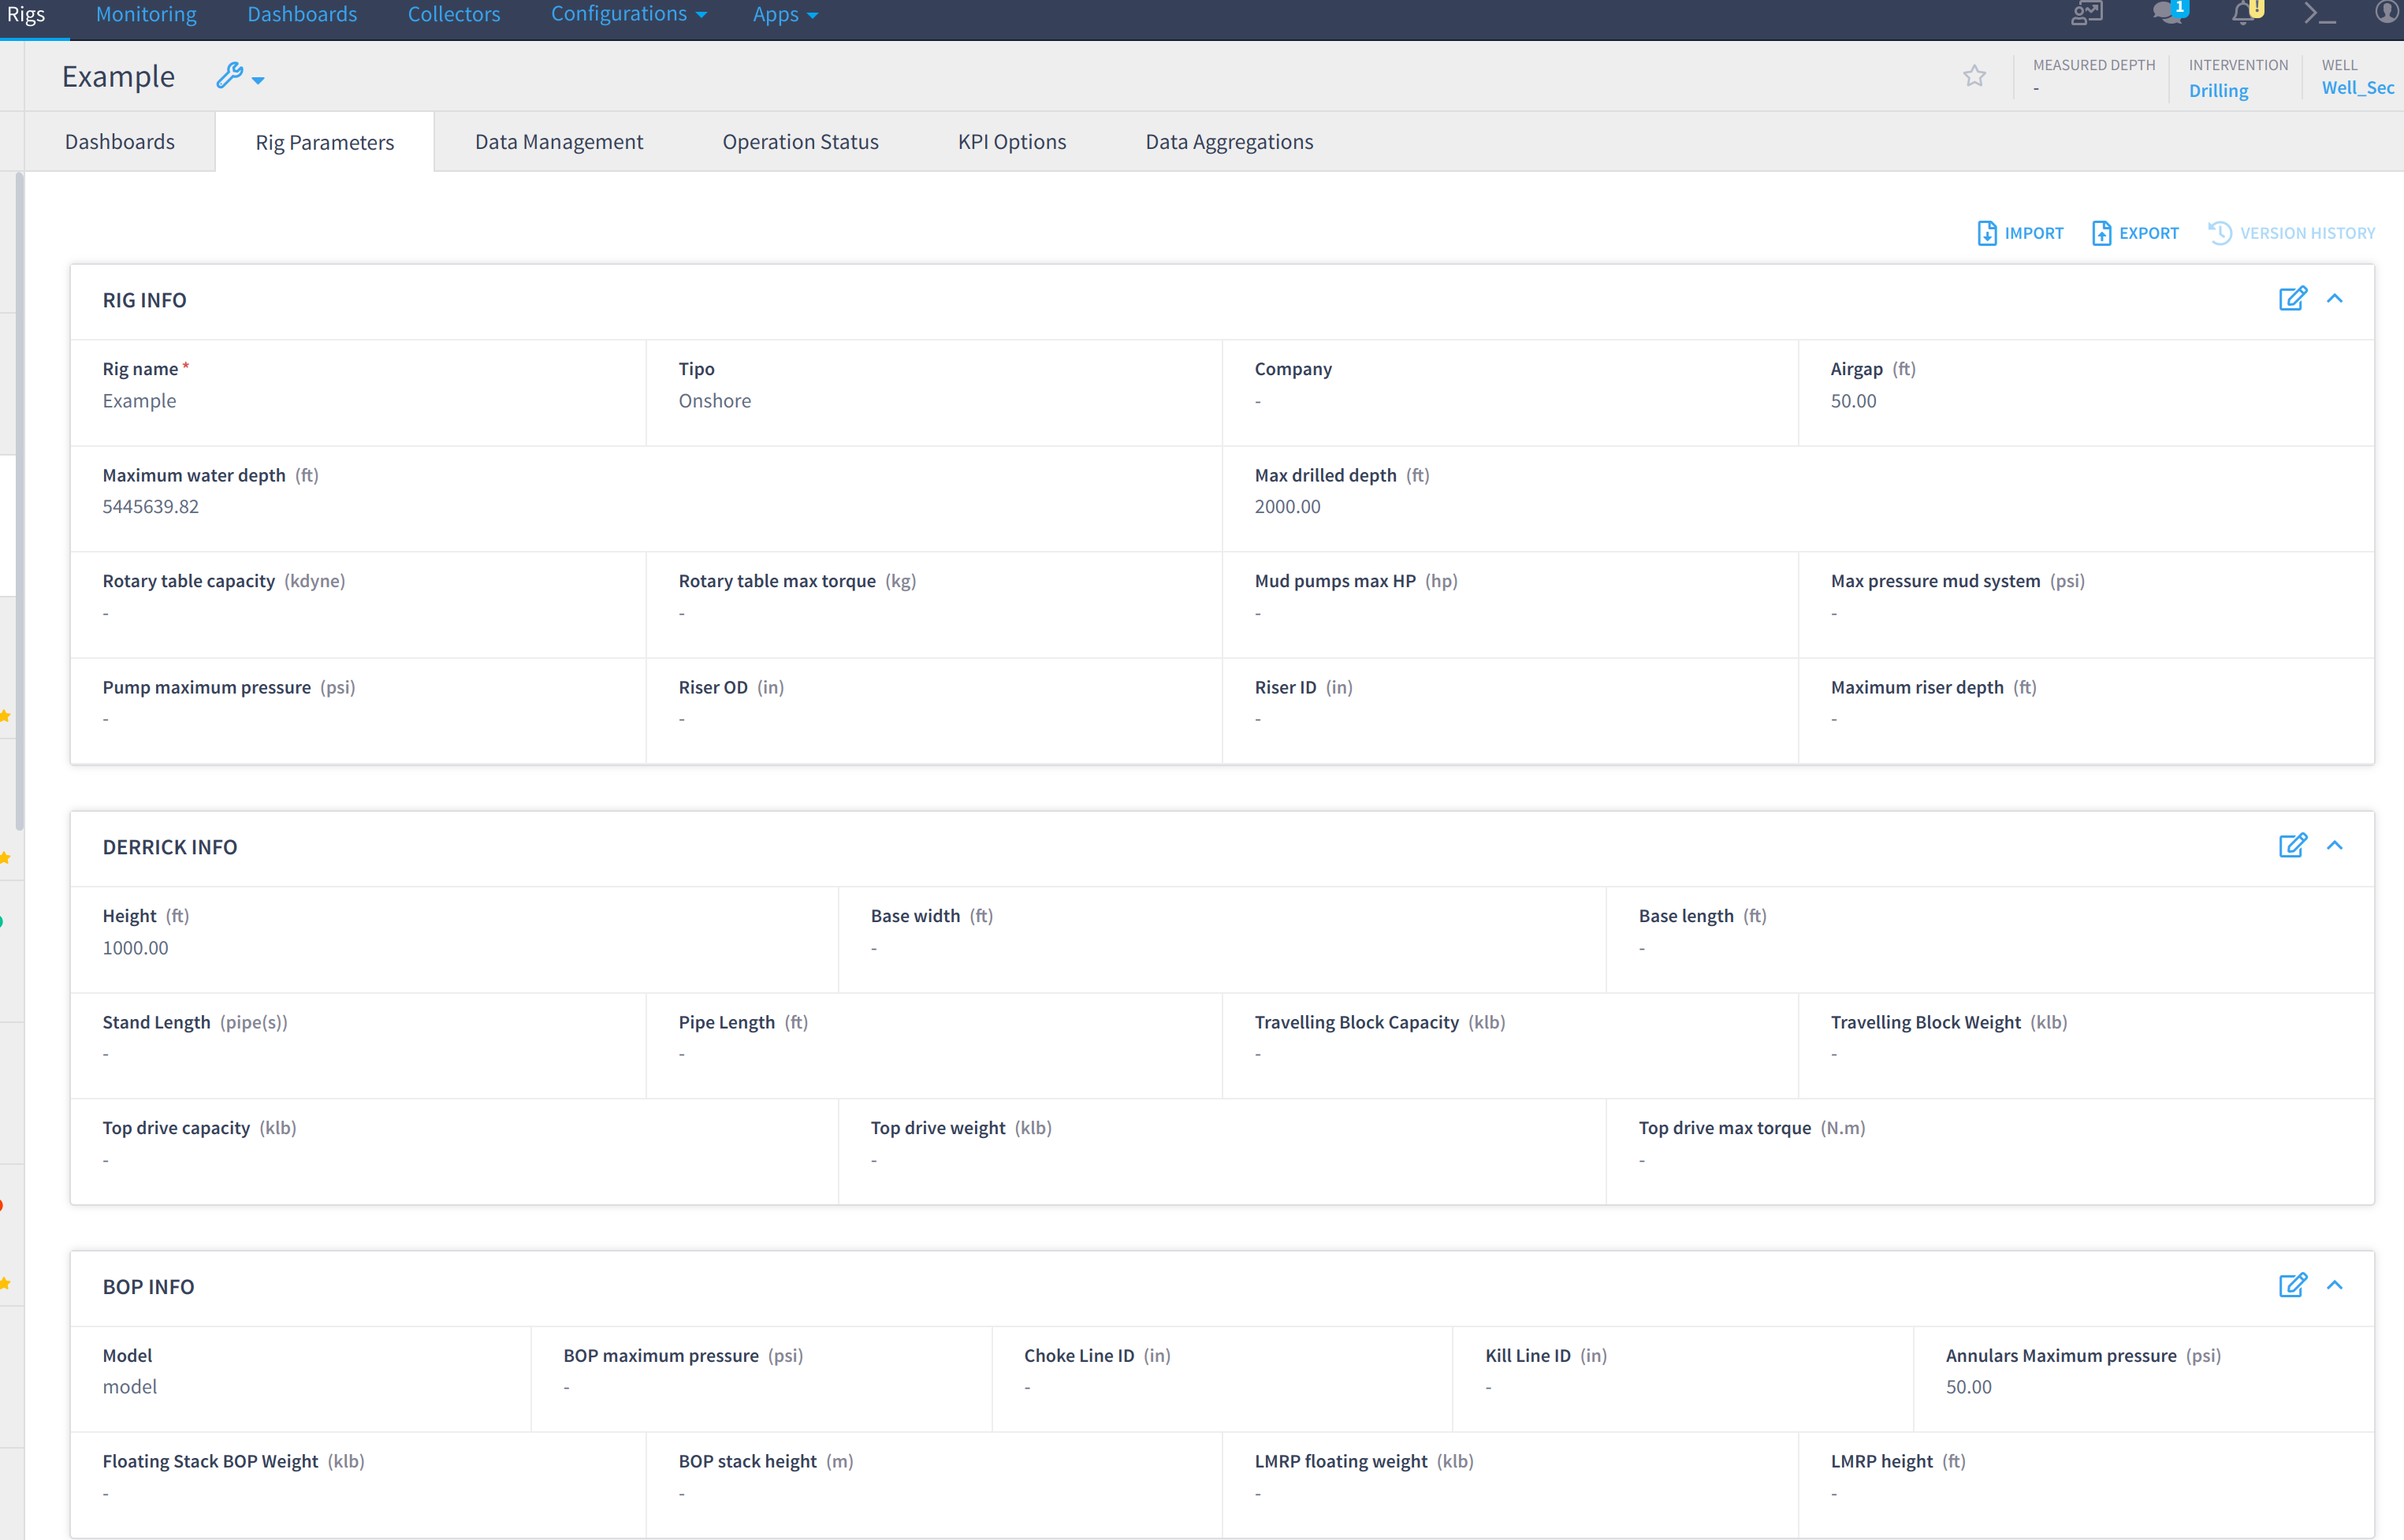 Rigs Monitoring Dashboards Collectors Configurations Apps 1 !
Example
MEASURED DEPTH INTERVENTION WELL
- Drilling Well_Sec
Dashboards Rig Parameters Data Management Operation Status KPI Options Data Aggregations
IMPORT EXPORT VERSION HISTORY
RIG INFO
Rig name * Tipo Company Airgap (ft)
Example Onshore - 50.00
Maximum water depth (ft) Max drilled depth (ft)
5445639.82 2000.00
Rotary table capacity (kdyne) Rotary table max torque (kg) Mud pumps max HP (hp) Max pressure mud system (psi)
- - - -
Pump maximum pressure (psi) Riser OD (in) Riser ID (in) Maximum riser depth (ft)
- - - -
DERRICK INFO
Height (ft) Base width (ft) Base length (ft)
1000.00 - -
Stand Length (pipe(s)) Pipe Length (ft) Travelling Block Capacity (klb) Travelling Block Weight (klb)
- - - -
Top drive capacity (klb) Top drive weight (klb) Top drive max torque (N.m)
- - -
BOP INFO
Model BOP maximum pressure (psi) Choke Line ID (in) Kill Line ID (in) Annulars Maximum pressure (psi)
model - - - 50.00
Floating Stack BOP Weight (klb) BOP stack height (m) LMRP floating weight (klb) LMRP height (ft)
- - - -